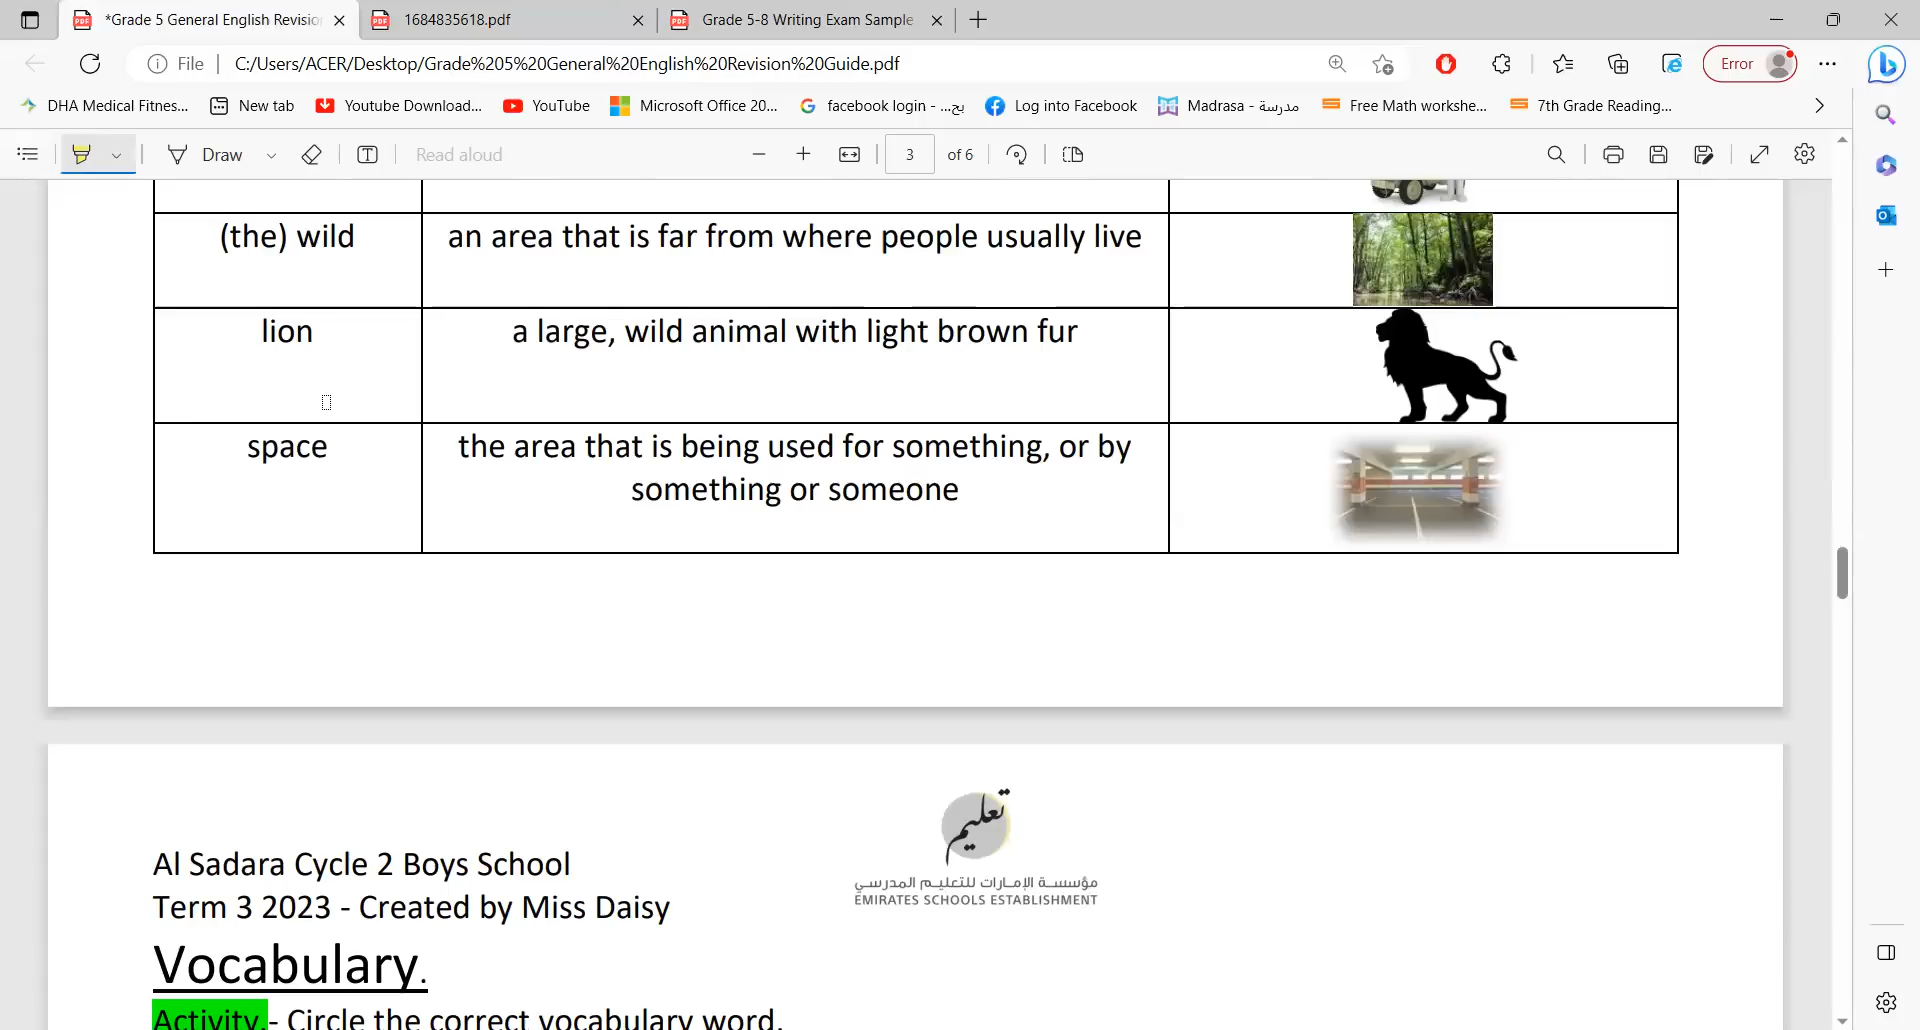 *Grade 5 General English Revisio
1684835618.pdf
Grade 5-8 Writing Exam Sample
File
C:/Users/ACER/Desktop/Grade%205%20General%20English%20Revision%20Guide.pdf
Error
DHA Medical Fitnes...
New tab
Youtube Download...
YouTube
Microsoft Office 20...
facebook login - ...بح
Log into Facebook
Madrasa - مدرسة
Free Math workshe...
7th Grade Reading...
Draw
Read aloud
3
of 6
(the) wild
an area that is far from where people usually live
lion
a large, wild animal with light brown fur
space
the area that is being used for something, or by
something or someone
تعليم
مؤسسة الإمارات للتعليم المدرسي
EMIRATES SCHOOLS ESTABLISHMENT
Al Sadara Cycle 2 Boys School
Term 3 2023 - Created by Miss Daisy
Vocabulary.
Activity.- Circle the correct vocabulary word.